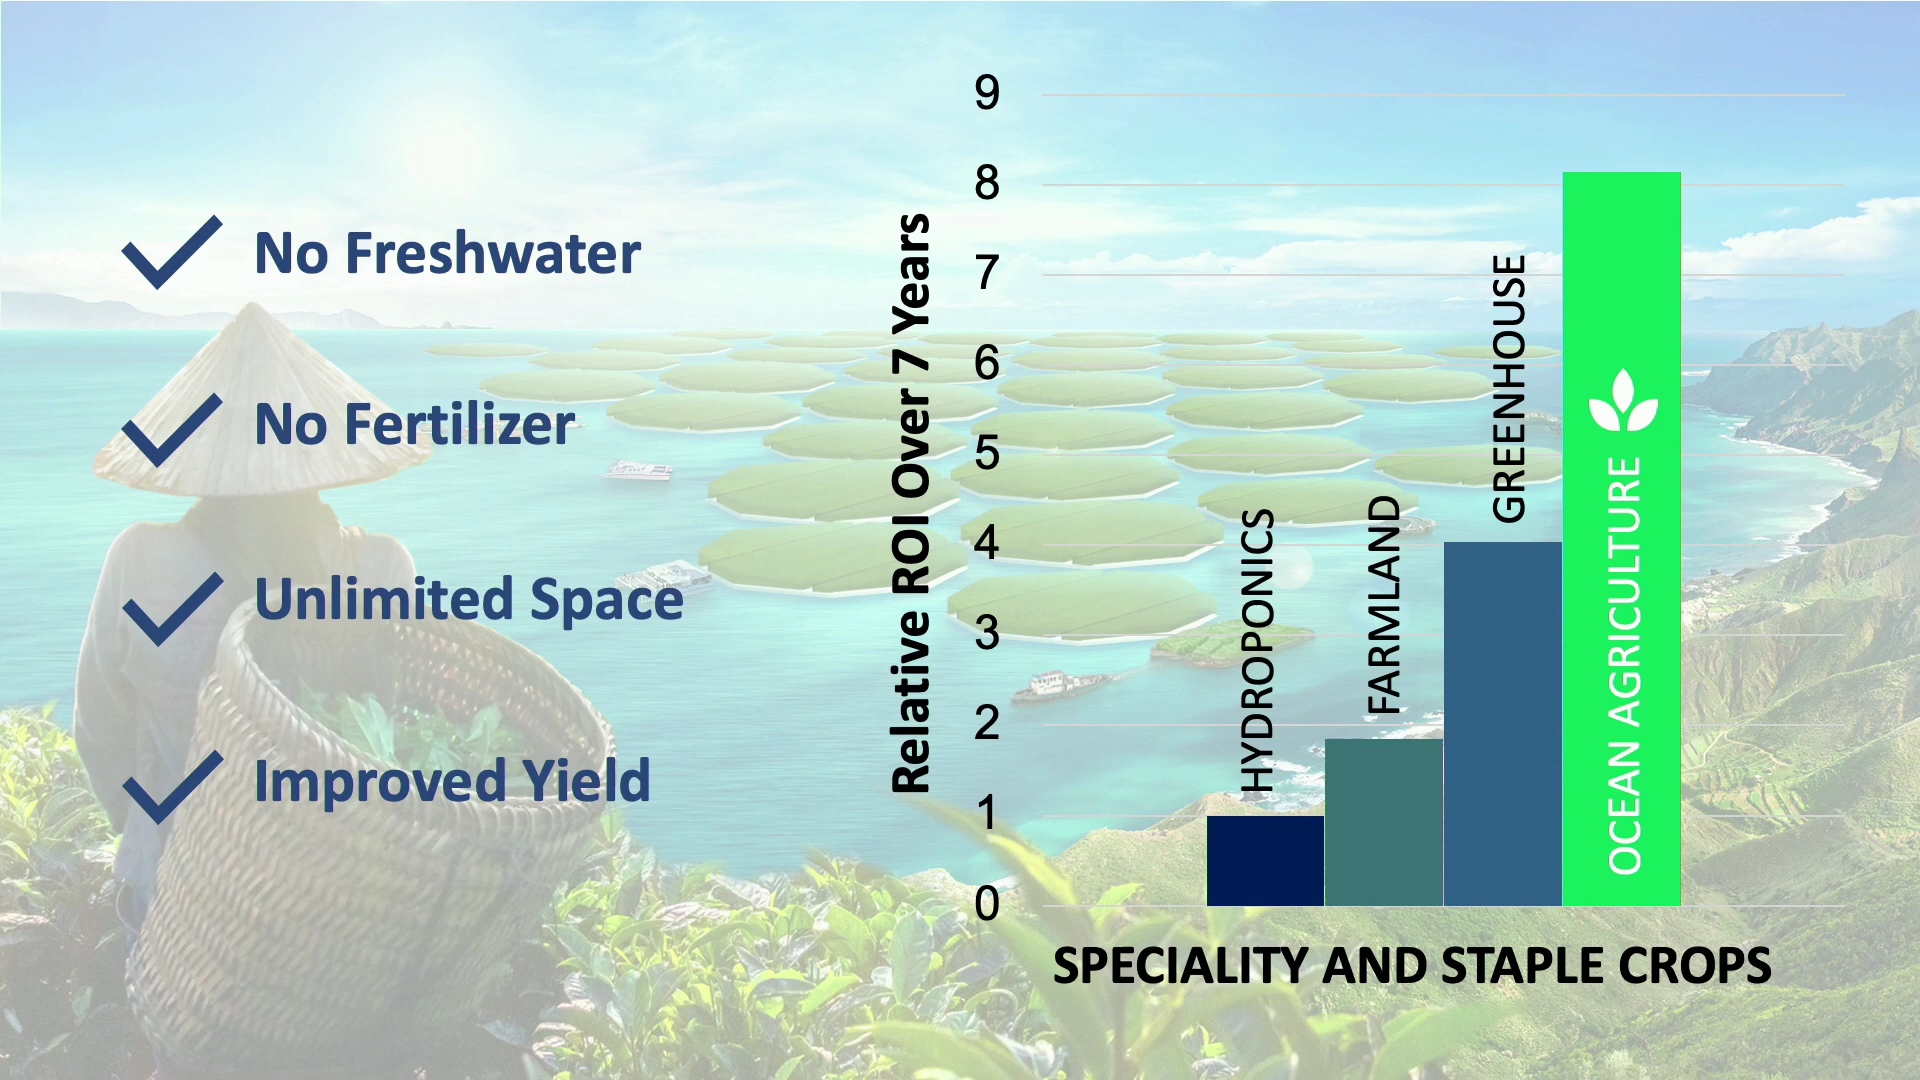 No Freshwater
No Fertilizer
Unlimited Space
Improved Yield
Relative ROI Over 7 Years
9
8
7
6
5
4
3
2
1
0
HYDROPONICS
FARMLAND
GREENHOUSE
OCEAN AGRICULTURE
SPECIALITY AND STAPLE CROPS